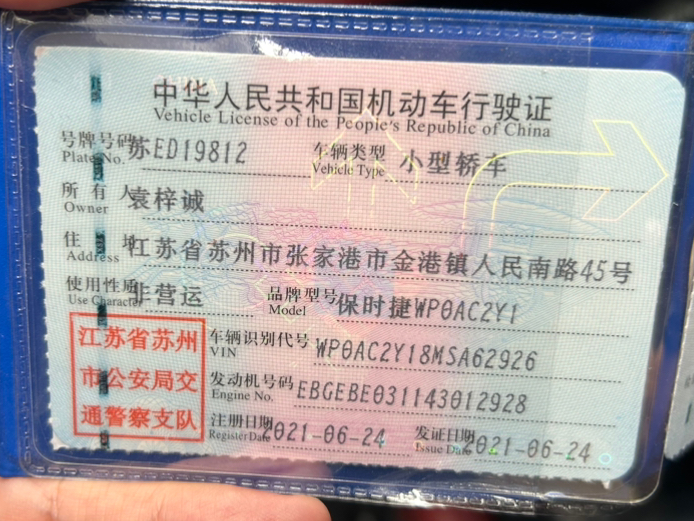 中华人民共和国机动车行驶证
Vehicle License of the People's Republic of China
号牌号码 苏ED19812 车辆类型 小型轿车
Plate No. Vehicle Type
所有人 袁梓诚
Owner
住址 江苏省苏州市张家港市金港镇人民南路45号
Address
使用性质 非营运 品牌型号 保时捷WP0AC2Y1
Use Character Model
江苏省苏州 车辆识别代号 WP0AC2Y18MSA62926
VIN
市公安局交 发动机号码 EBGEBE031143012928
Engine No.
通警察支队 注册日期 2021-06-24 发证日期 2021-06-24
Register Date Issue Date